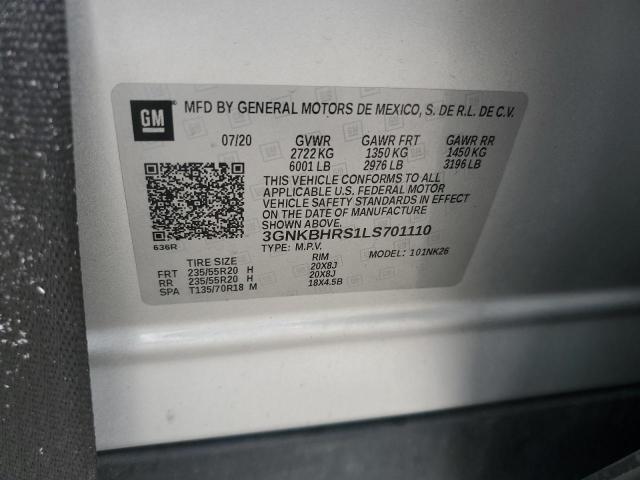 GM
MFD BY GENERAL MOTORS DE MEXICO, S. DE R.L. DE C.V.
07/20 GVWR GAWR FRT GAWR RR
2722 KG 1350 KG 1450 KG
6001 LB 2976 LB 3196 LB
THIS VEHICLE CONFORMS TO ALL
APPLICABLE U.S. FEDERAL MOTOR
VEHICLE SAFETY STANDARDS IN
EFFECT ON THE DATE OF MANUFACTURE
SHOWN ABOVE.
3GNKBHRS1LS701110
636R TYPE: M.P.V. MODEL: 101NK26
TIRE SIZE RIM
FRT 235/55R20 H 20X8J
RR 235/55R20 H 20X8J
SPA T135/70R18 M 18X4.5B